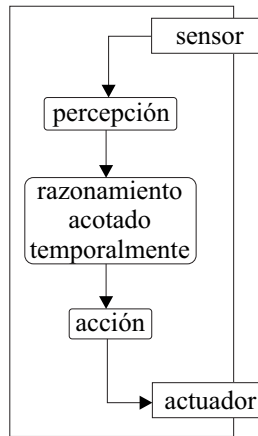 sensor
percepción
razonamiento
acotado
temporalmente
acción
actuador